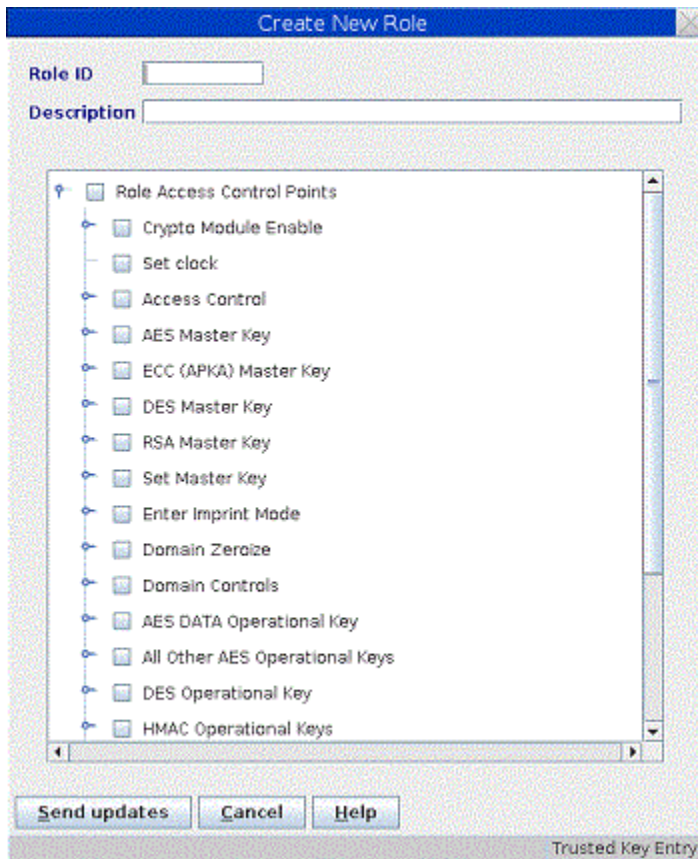 Create New Role
Role ID
Description
Role Access Control Points
Crypto Module Enable
Set clock
Access Control
AES Master Key
ECC (APKA) Master Key
DES Master Key
RSA Master Key
Set Master Key
Enter Imprint Mode
Domain Zeroize
Domain Controls
AES DATA Operational Key
All Other AES Operational Keys
DES Operational Key
HMAC Operational Keys
Send updates Cancel Help
Trusted Key Entry